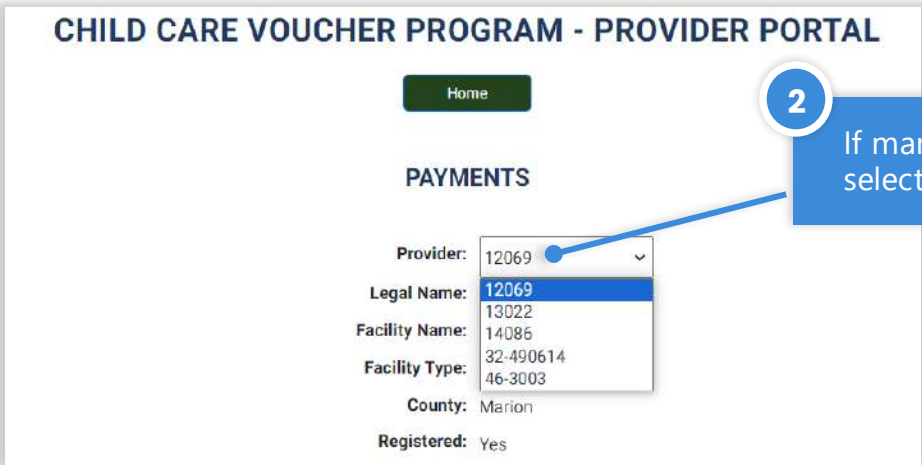 CHILD CARE VOUCHER PROGRAM - PROVIDER PORTAL
Home
2
If mar
select
PAYMENTS
Provider: 12069
12069
Legal Name:
13022
Facility Name:
14086
32-490614
Facility Type:
46-3003
County: Marion
Registered: Yes